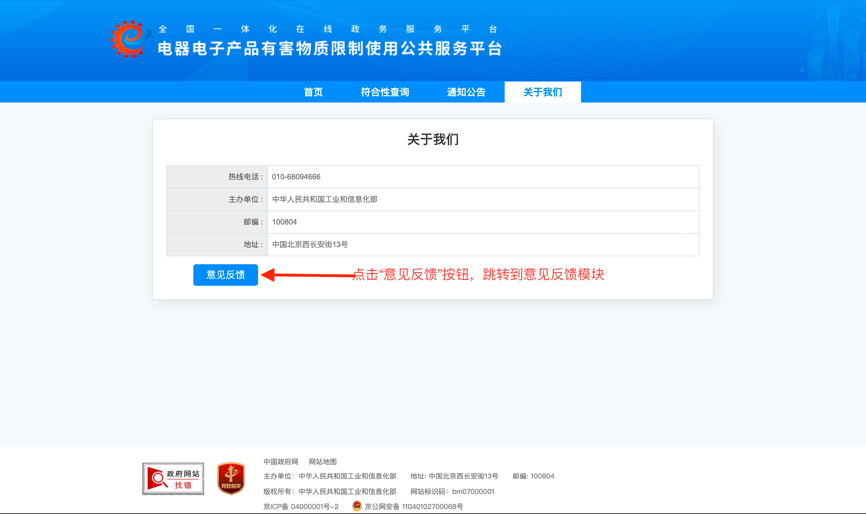 全国一体化在线政务服务平台
电器电子产品有害物质限制使用公共服务平台
首页 符合性查询 通知公告 关于我们
关于我们
热线电话： 010-68094666
主办单位： 中华人民共和国工业和信息化部
邮编： 100804
地址： 中国北京西长安街13号
意见反馈 点击“意见反馈”按钮，跳转到意见反馈模块
政府网站
找错
党政机关
中国政府网 网站地图
主办单位：中华人民共和国工业和信息化部 地址: 中国北京西长安街13号 邮编: 100804
版权所有：中华人民共和国工业和信息化部 网站标识码：bm07000001
京ICP备 04000001号-2 京公网安备 11040102700068号